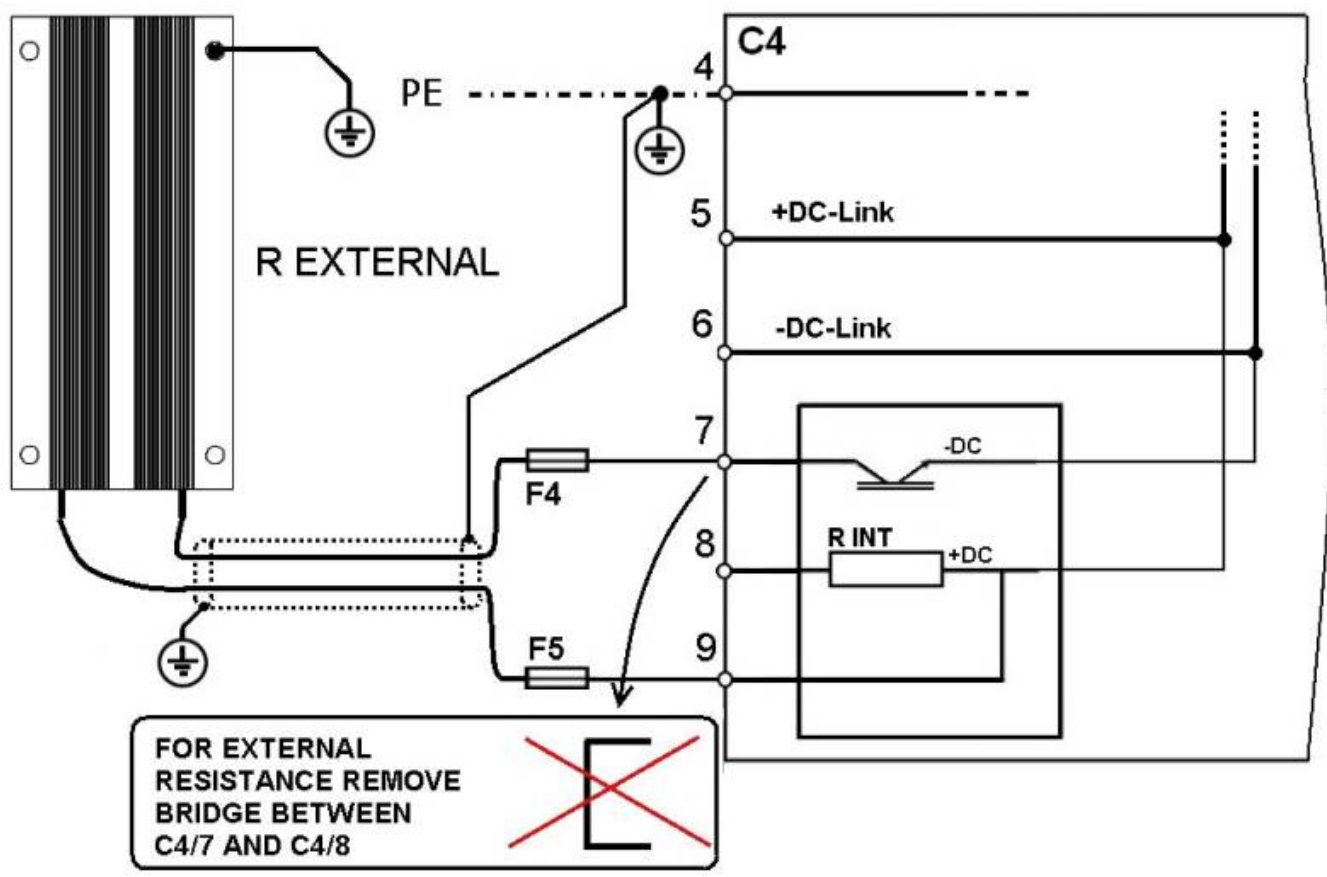 C4
4
PE
5
+DC-Link
R EXTERNAL
6
-DC-Link
7
-DC
F4
8
R INT
+DC
9
F5
FOR EXTERNAL
RESISTANCE REMOVE
BRIDGE BETWEEN
C4/7 AND C4/8